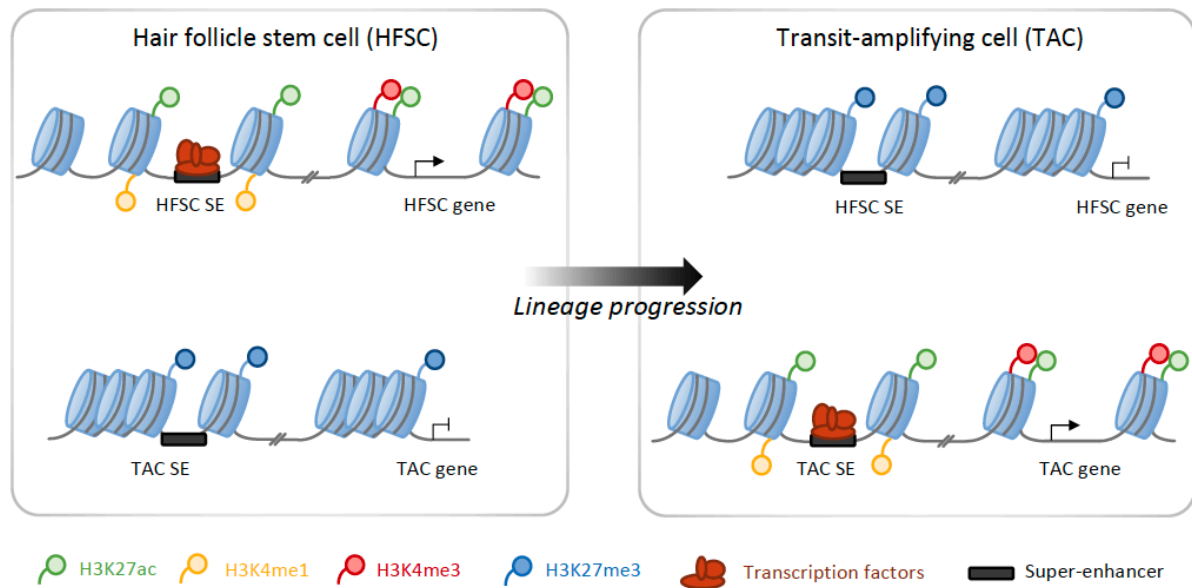 Hair follicle stem cell (HFSC)
Transit-amplifying cell (TAC)
HFSC SE
HFSC gene
HFSC SE
HFSC gene
Lineage progression
TAC SE
TAC gene
TAC SE
TAC gene
H3K27ac
H3K4me1
H3K4me3
H3K27me3
Transcription factors
Super-enhancer